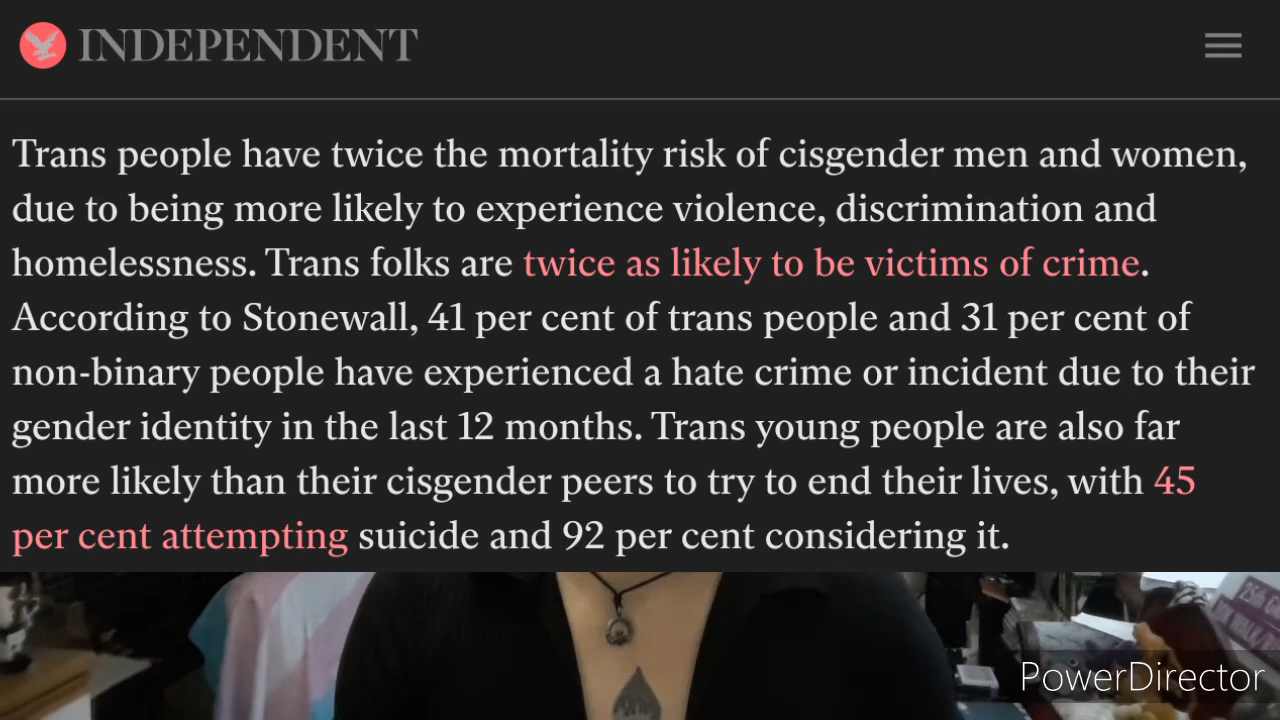 INDEPENDENT
Trans people have twice the mortality risk of cisgender men and women,
due to being more likely to experience violence, discrimination and
homelessness. Trans folks are twice as likely to be victims of crime.
According to Stonewall, 41 per cent of trans people and 31 per cent of
non-binary people have experienced a hate crime or incident due to their
gender identity in the last 12 months. Trans young people are also far
more likely than their cisgender peers to try to end their lives, with 45
per cent attempting suicide and 92 per cent considering it.
PowerDirector